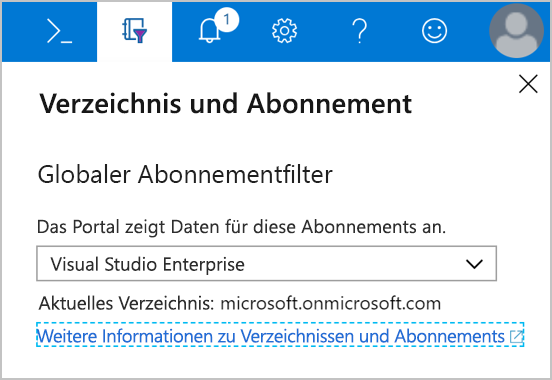 1
Verzeichnis und Abonnement
Globaler Abonnementfilter
Das Portal zeigt Daten für diese Abonnements an.
Visual Studio Enterprise
Aktuelles Verzeichnis: microsoft.onmicrosoft.com
Weitere Informationen zu Verzeichnissen und Abonnements